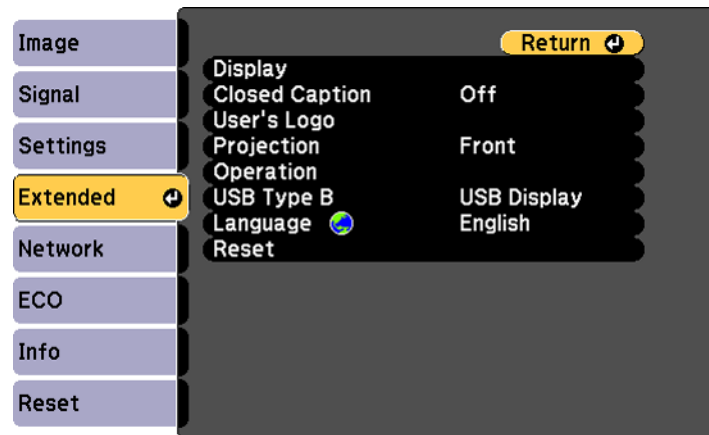 Image
Signal
Settings
Extended
Network
ECO
Info
Reset
Return
Display
Closed Caption Off
User's Logo
Projection Front
Operation
USB Type B USB Display
Language English
Reset